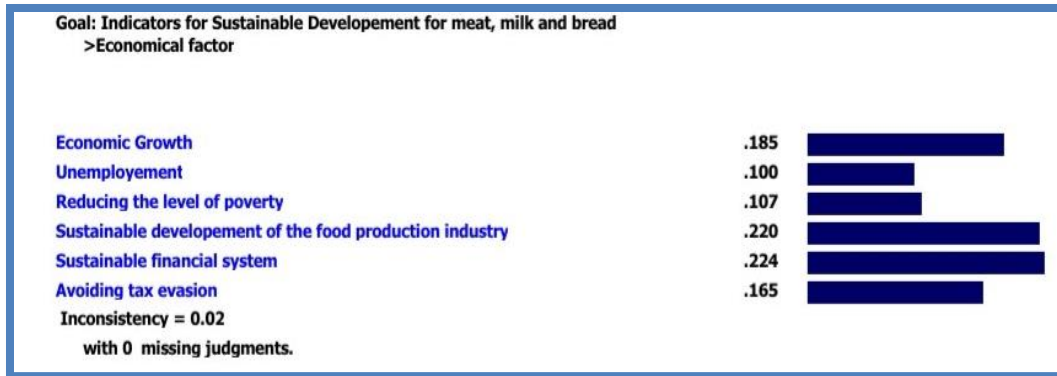 Goal: Indicators for Sustainable Developement for meat, milk and bread
>Economical factor
Economic Growth .185
Unemployement .100
Reducing the level of poverty .107
Sustainable developement of the food production industry .220
Sustainable financial system .224
Avoiding tax evasion .165
Inconsistency = 0.02
with 0 missing judgments.